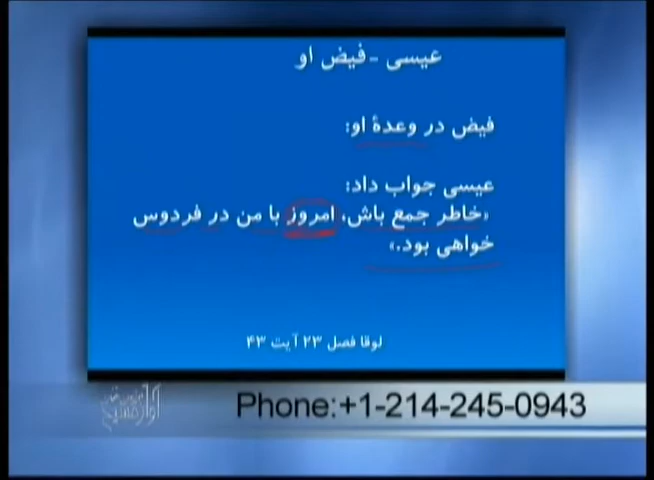 عیسی - فیض او
فیض در وعدهٔ او:
عیسی جواب داد:
«خاطر جمع باش، امروز با من در فردوس
خواهی بود.»
لوقا فصل ۲۳ آیت ۴۳
Phone:+1-214-245-0943